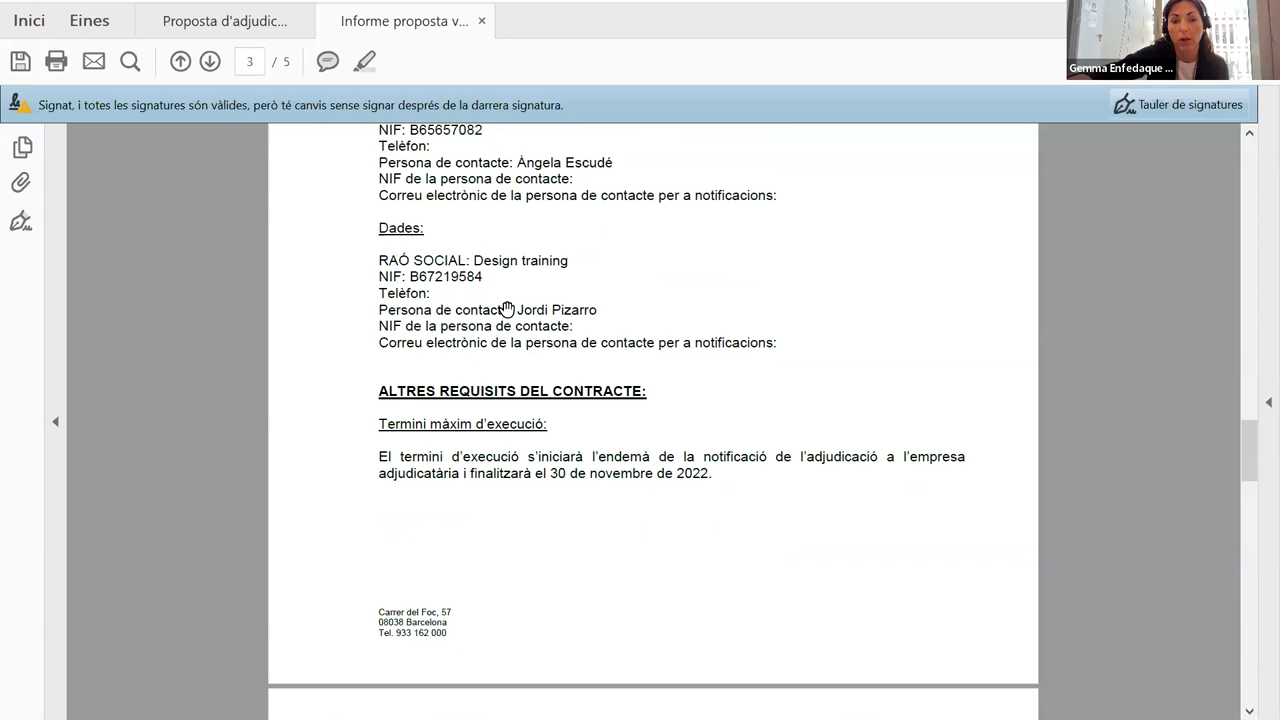 Inici Eines Proposta d'adjudic... Informe proposta v... ×
3 / 5
Gemma Enfedaque ...
Signat, i totes les signatures són vàlides, però té canvis sense signar després de la darrera signatura. Tauler de signatures
NIF: B65657082
Telèfon:
Persona de contacte: Àngela Escudé
NIF de la persona de contacte:
Correu electrònic de la persona de contacte per a notificacions:
Dades:
RAÓ SOCIAL: Design training
NIF: B67219584
Telèfon:
Persona de contacte Jordi Pizarro
NIF de la persona de contacte:
Correu electrònic de la persona de contacte per a notificacions:
ALTRES REQUISITS DEL CONTRACTE:
Termini màxim d'execució:
El termini d'execució s'iniciarà l'endemà de la notificació de l'adjudicació a l'empresa
adjudicatària i finalitzarà el 30 de novembre de 2022.
Carrer del Foc, 57
08038 Barcelona
Tel. 933 162 000